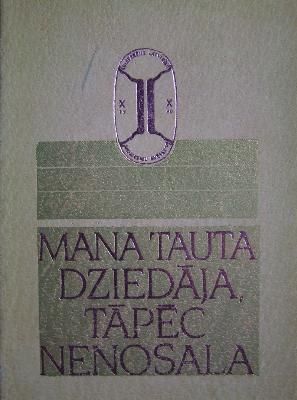 X X
MANA TAUTA
DZIEDĀJA,
TĀPĒC
NENOSALA